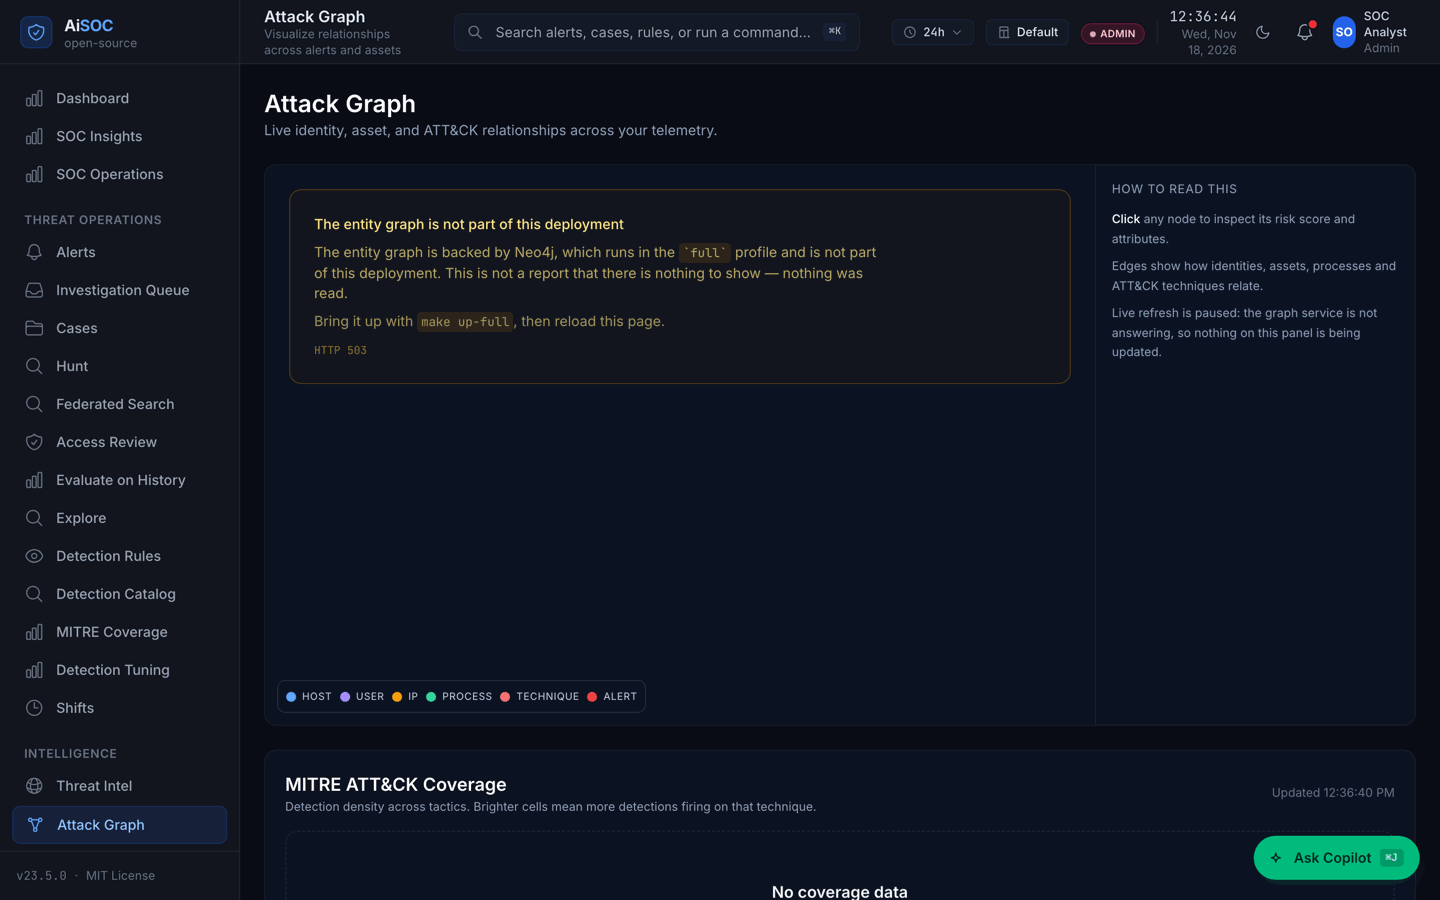 AiSOC
open-source
Dashboard
SOC Insights
SOC Operations
THREAT OPERATIONS
Alerts
Investigation Queue
Cases
Hunt
Federated Search
Access Review
Evaluate on History
Explore
Detection Rules
Detection Catalog
MITRE Coverage
Detection Tuning
Shifts
INTELLIGENCE
Threat Intel
Attack Graph
v23.5.0 · MIT License
Attack Graph
Visualize relationships
across alerts and assets
Search alerts, cases, rules, or run a command... ⌘K
24h
Default
ADMIN
12:36:44
Wed, Nov
18, 2026
SO
SOC
Analyst
Admin
Attack Graph
Live identity, asset, and ATT&CK relationships across your telemetry.
The entity graph is not part of this deployment
The entity graph is backed by Neo4j, which runs in the `full` profile and is not part
of this deployment. This is not a report that there is nothing to show — nothing was
read.
Bring it up with make up-full, then reload this page.
HTTP 503
HOST USER IP PROCESS TECHNIQUE ALERT
HOW TO READ THIS
Click any node to inspect its risk score and
attributes.
Edges show how identities, assets, processes and
ATT&CK techniques relate.
Live refresh is paused: the graph service is not
answering, so nothing on this panel is being
updated.
MITRE ATT&CK Coverage
Detection density across tactics. Brighter cells mean more detections firing on that technique.
Updated 12:36:40 PM
No coverage data
Ask Copilot ⌘J